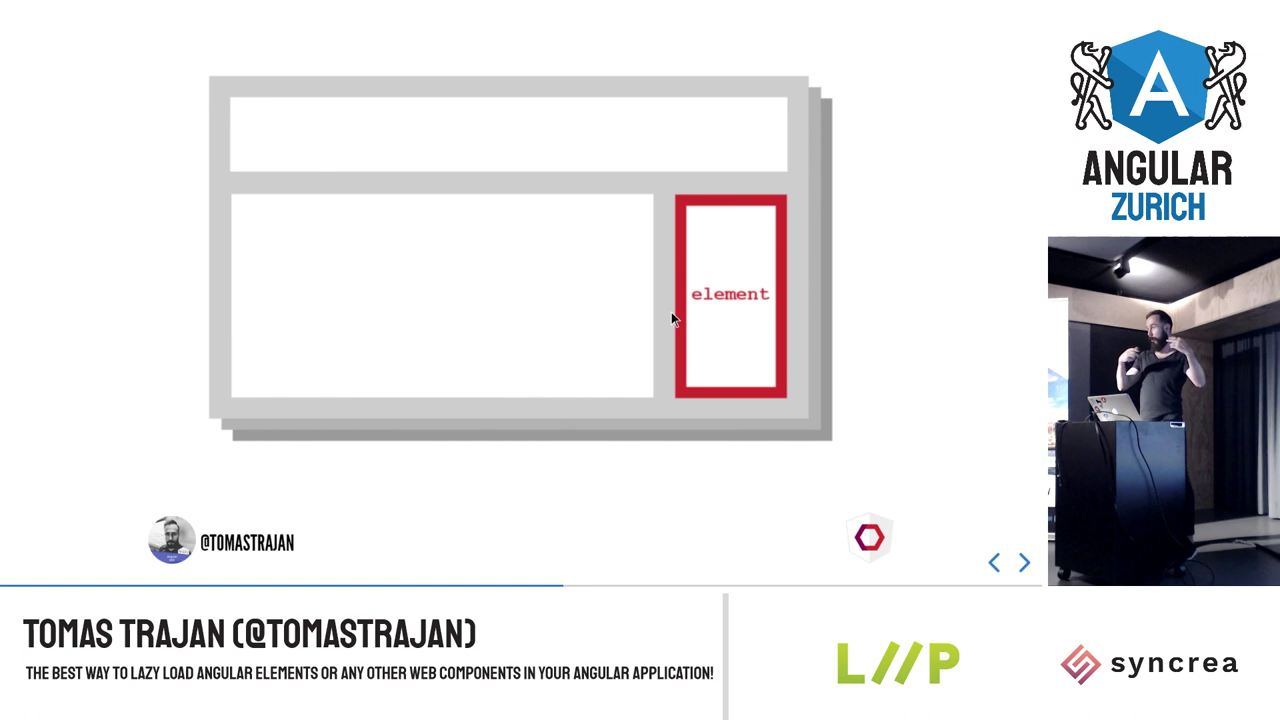 element
@TOMASTRAJAN
ANGULAR
ZURICH
TOMAS TRAJAN (@TOMASTRAJAN)
THE BEST WAY TO LAZY LOAD ANGULAR ELEMENTS OR ANY OTHER WEB COMPONENTS IN YOUR ANGULAR APPLICATION!
LIIP
syncrea